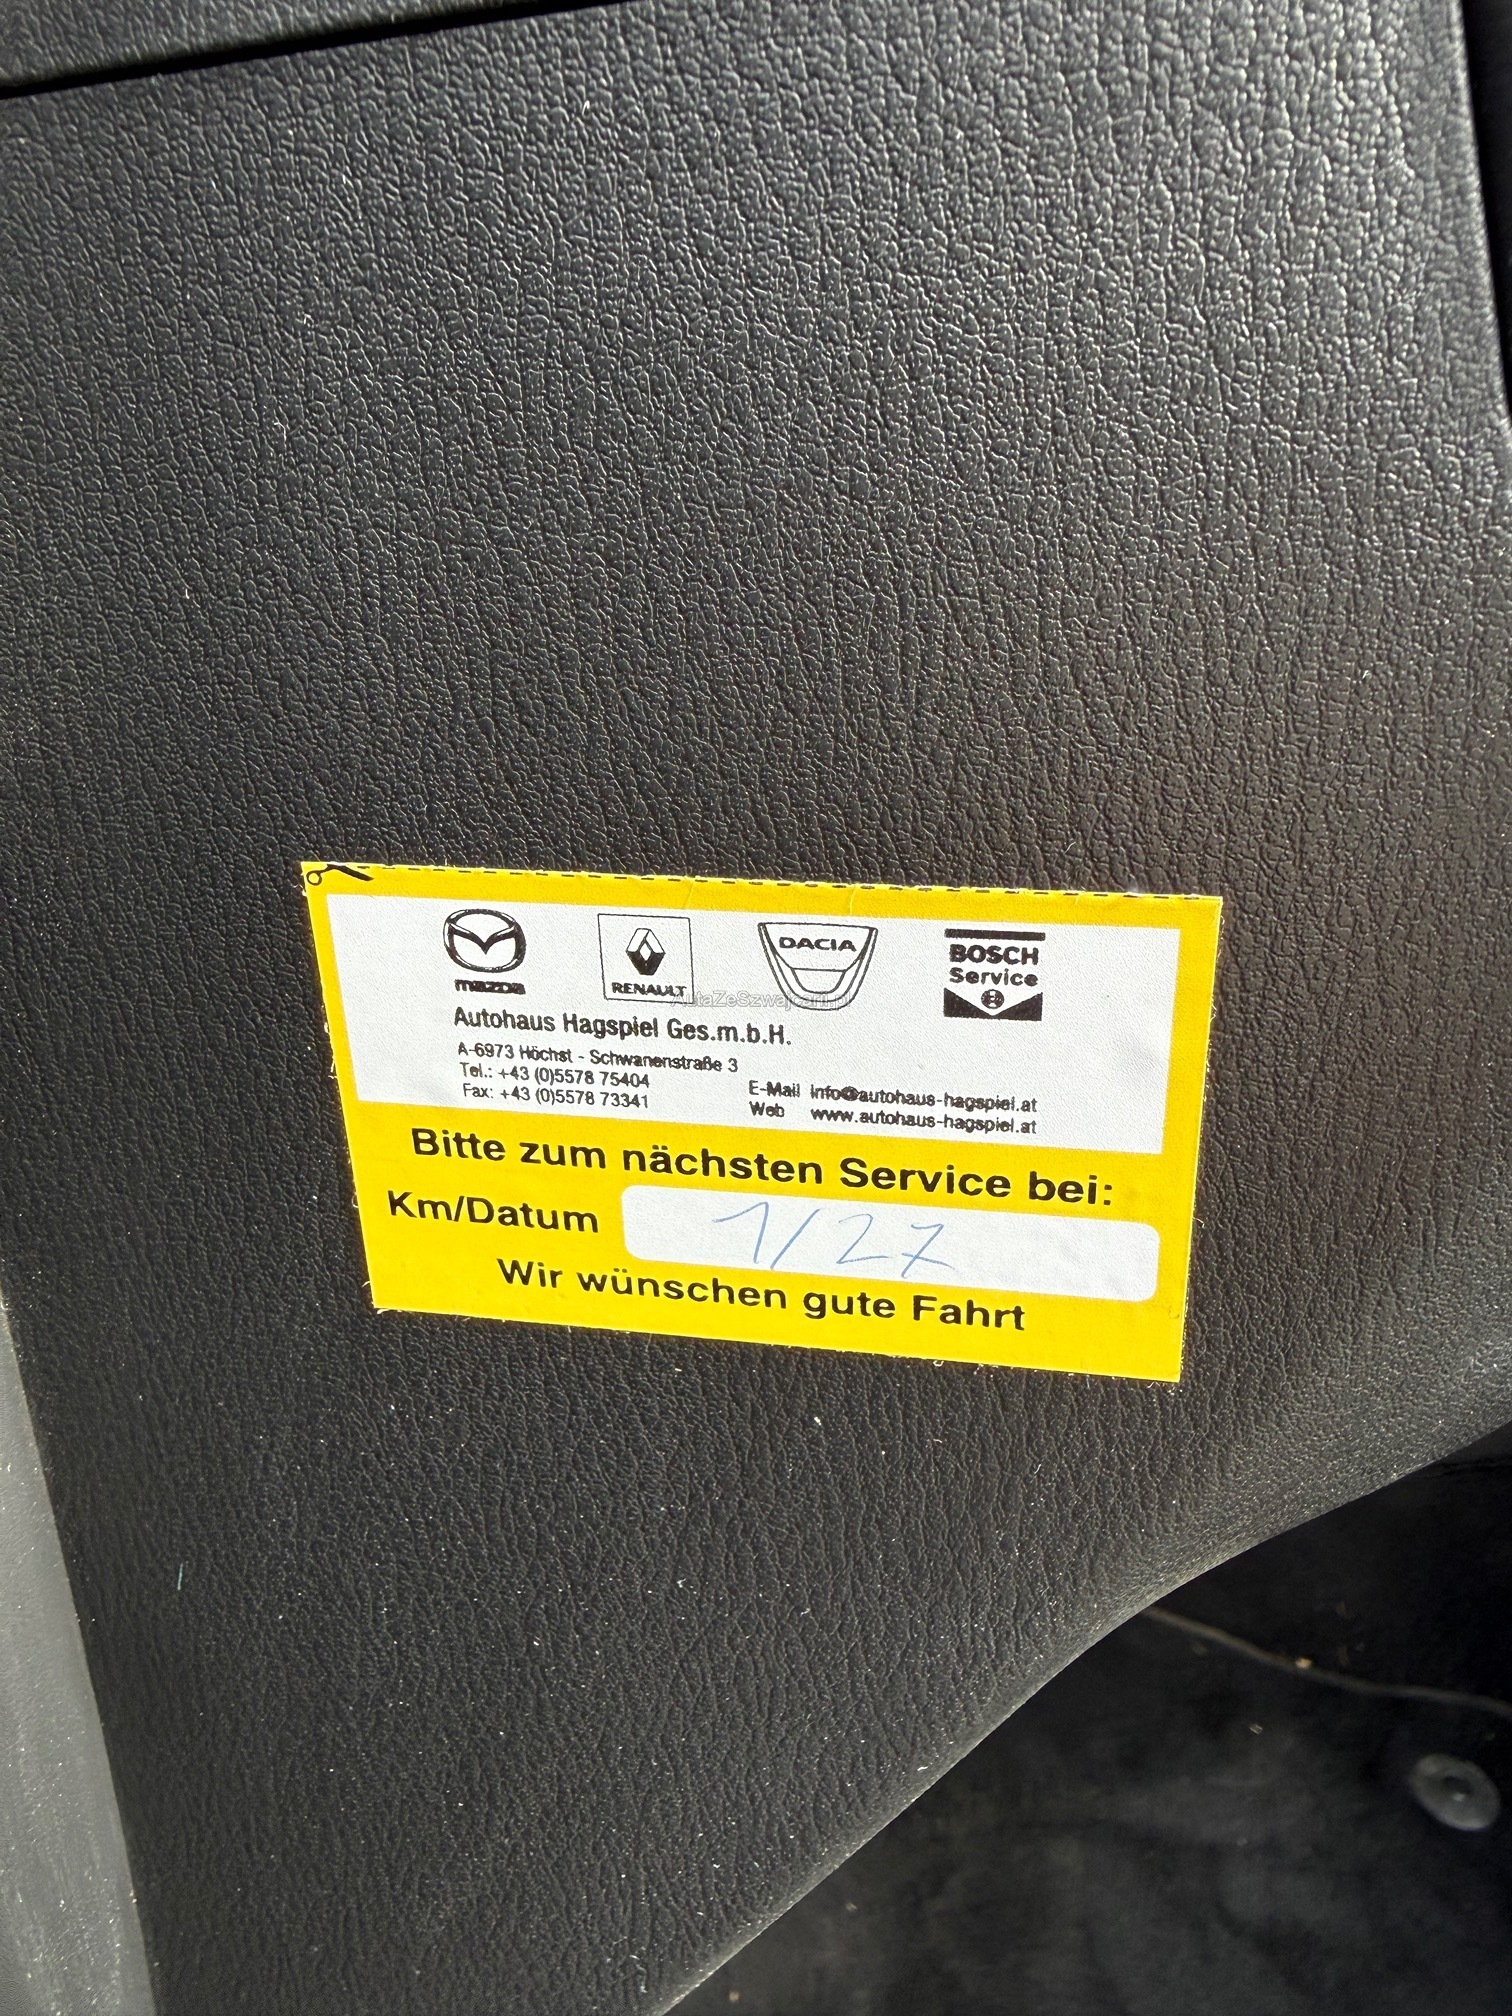 mazda RENAULT DACIA BOSCH Service
AutaZeSzwajcarii.pl
Autohaus Hagspiel Ges.m.b.H.
A-6973 Höchst - Schwanenstraße 3
Tel.: +43 (0)5578 75404
Fax: +43 (0)5578 73341
E-Mail info@autohaus-hagspiel.at
Web www.autohaus-hagspiel.at
Bitte zum nächsten Service bei:
Km/Datum 1/27
Wir wünschen gute Fahrt